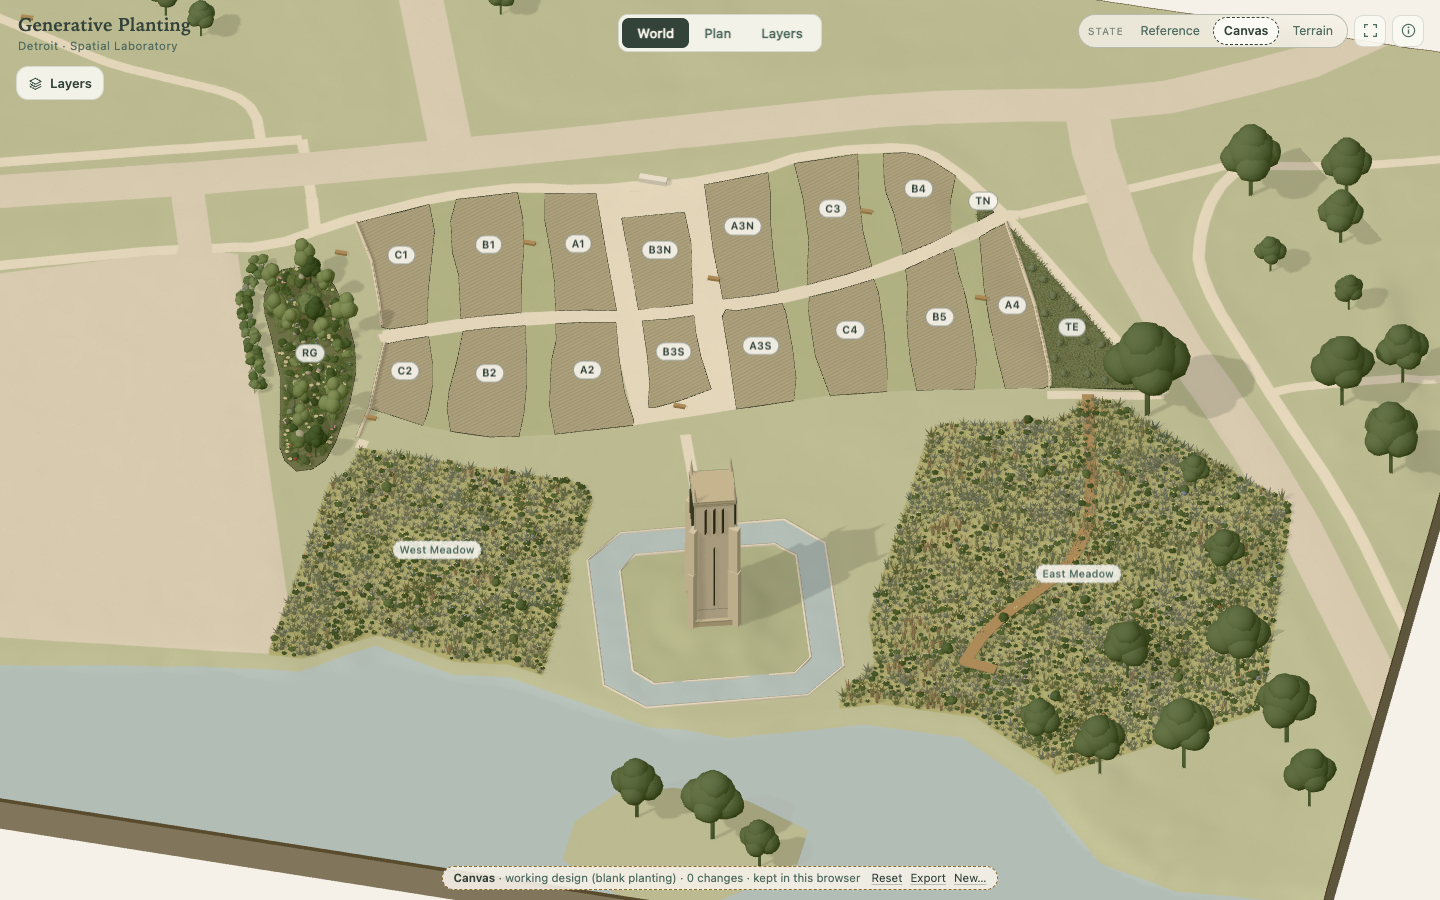 Generative Planting
Detroit · Spatial Laboratory
World Plan Layers
STATE Reference Canvas Terrain
Layers
B4
TN
C3
A3N
B1
A1
B3N
C1
A4
B5
TE
C4
A3S
B3S
RG
C2
B2
A2
West Meadow
East Meadow
Canvas · working design (blank planting) · 0 changes · kept in this browser Reset Export New...